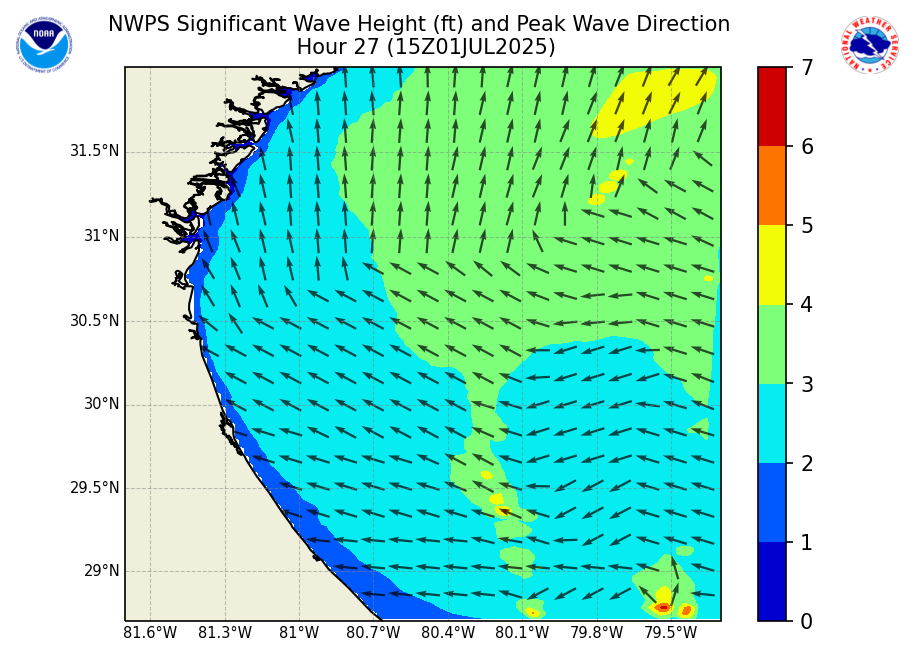 NWPS Significant Wave Height (ft) and Peak Wave Direction
Hour 27 (15Z01JUL2025)
NOAA
NATIONAL WEATHER SERVICE
31.5°N
31°N
30.5°N
30°N
29.5°N
29°N
81.6°W 81.3°W 81°W 80.7°W 80.4°W 80.1°W 79.8°W 79.5°W
7
6
5
4
3
2
1
0